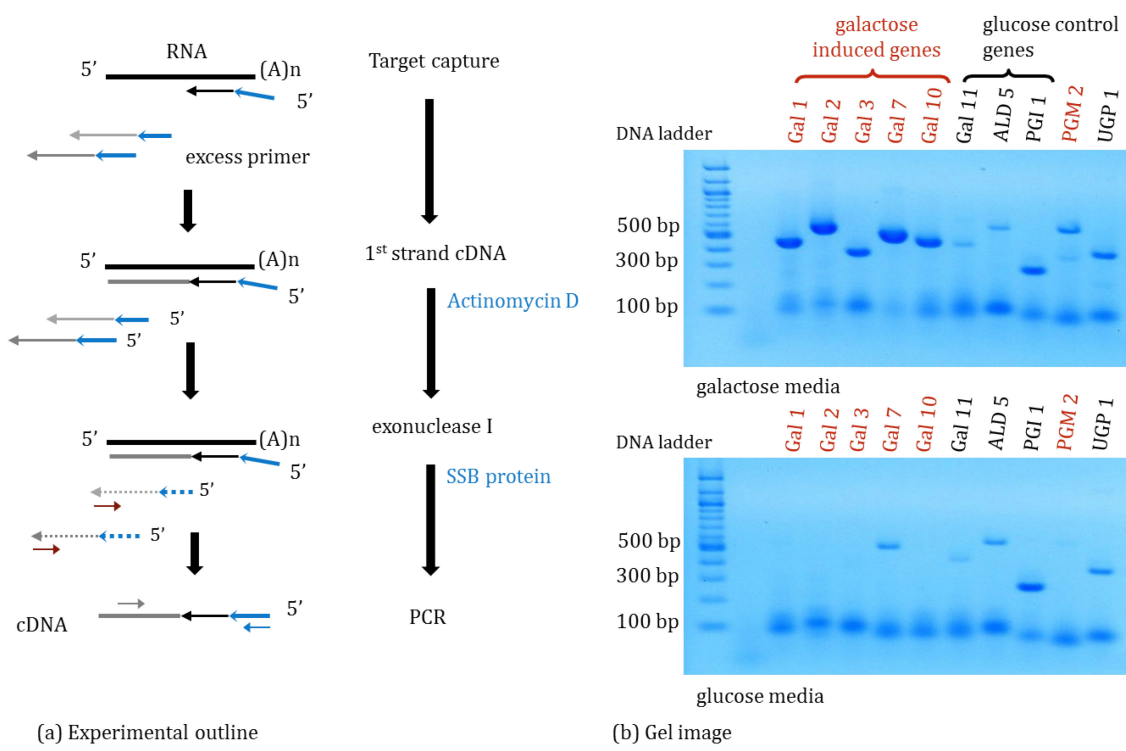 RNA
5’
(A)n
5’
excess primer
5’
(A)n
5’
5’
5’
5’
(A)n
5’
5’
5’
cDNA
5’
Target capture
1st strand cDNA
Actinomycin D
exonuclease I
SSB protein
PCR
(a) Experimental outline
galactose
induced genes
glucose control
genes
DNA ladder
Gal 1
Gal 2
Gal 3
Gal 7
Gal 10
Gal 11
ALD 5
PGI 1
PGM 2
UGP 1
500 bp
300 bp
100 bp
galactose media
DNA ladder
Gal 1
Gal 2
Gal 3
Gal 7
Gal 10
Gal 11
ALD 5
PGI 1
PGM 2
UGP 1
500 bp
300 bp
100 bp
glucose media
(b) Gel image